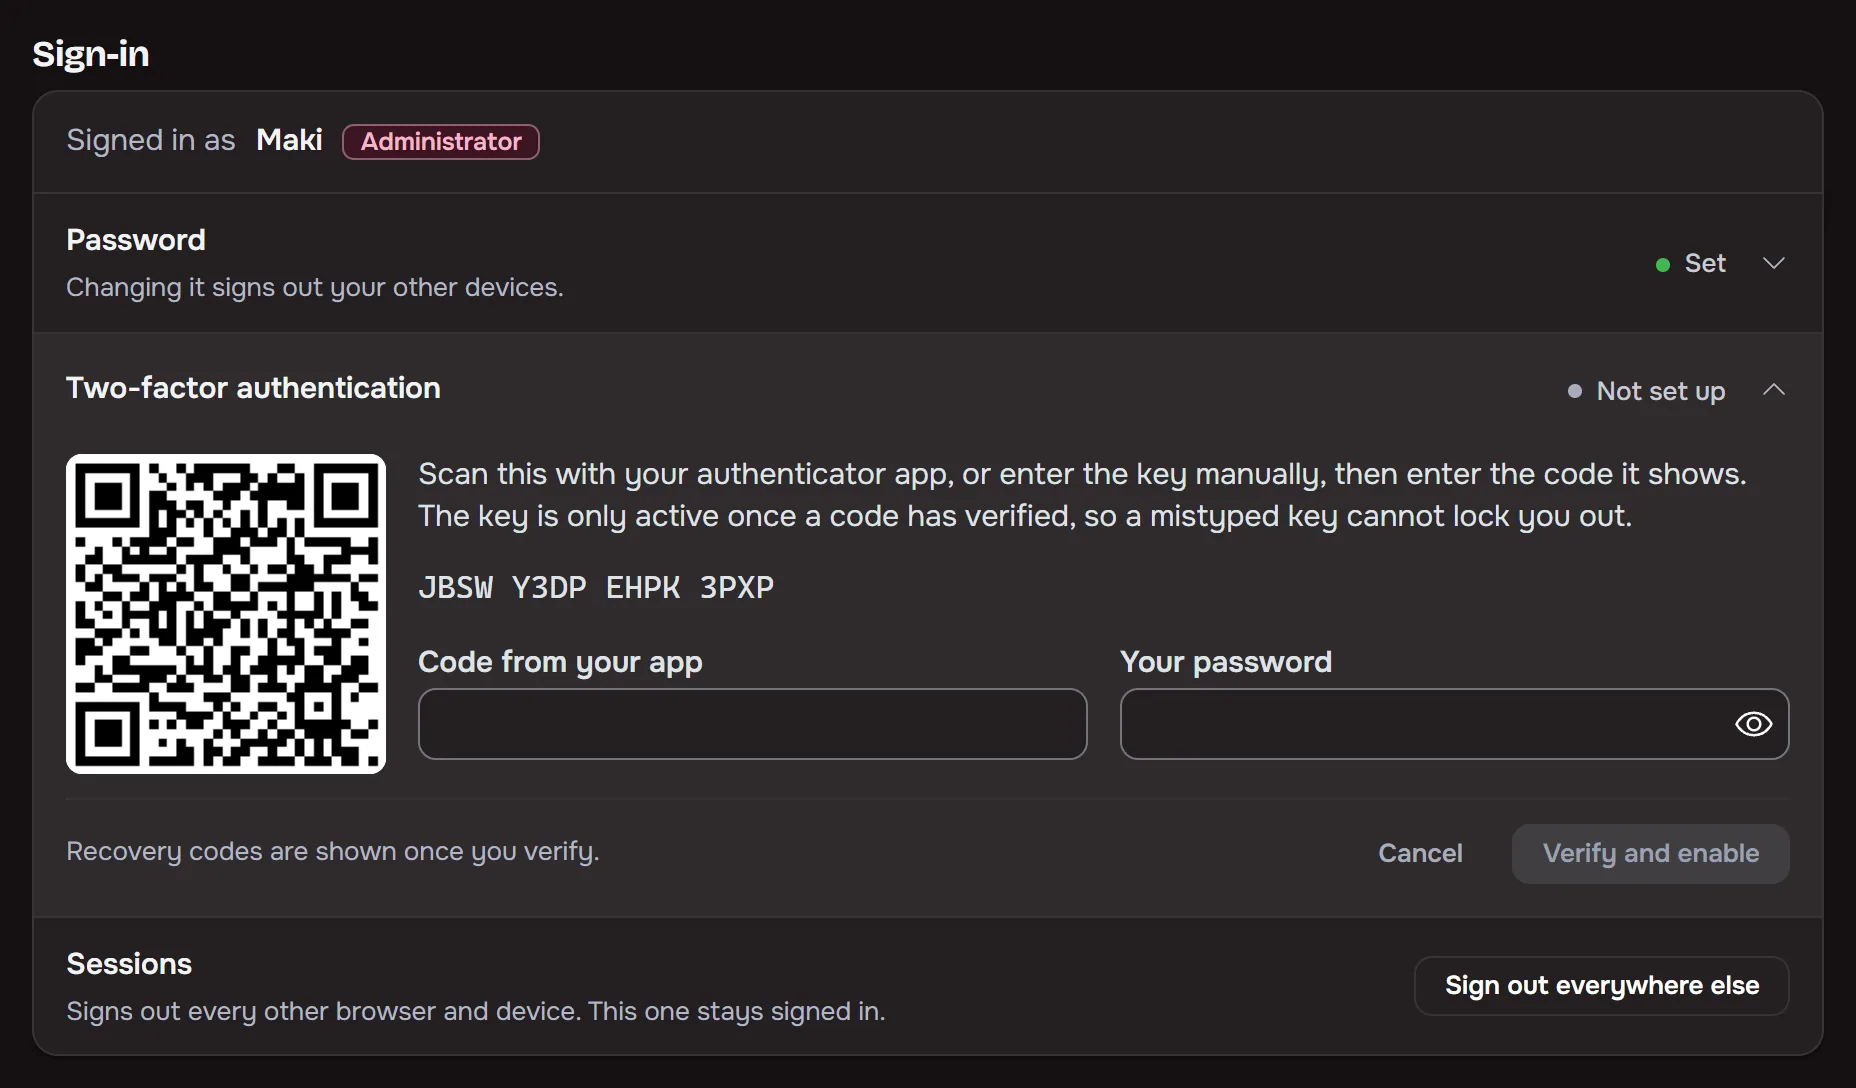 Sign-in
Signed in as Maki Administrator
Password
Changing it signs out your other devices.
Set
Two-factor authentication
Not set up
Scan this with your authenticator app, or enter the key manually, then enter the code it shows.
The key is only active once a code has verified, so a mistyped key cannot lock you out.
JBSW Y3DP EHPK 3PXP
Code from your app
Your password
Recovery codes are shown once you verify.
Cancel
Verify and enable
Sessions
Signs out every other browser and device. This one stays signed in.
Sign out everywhere else